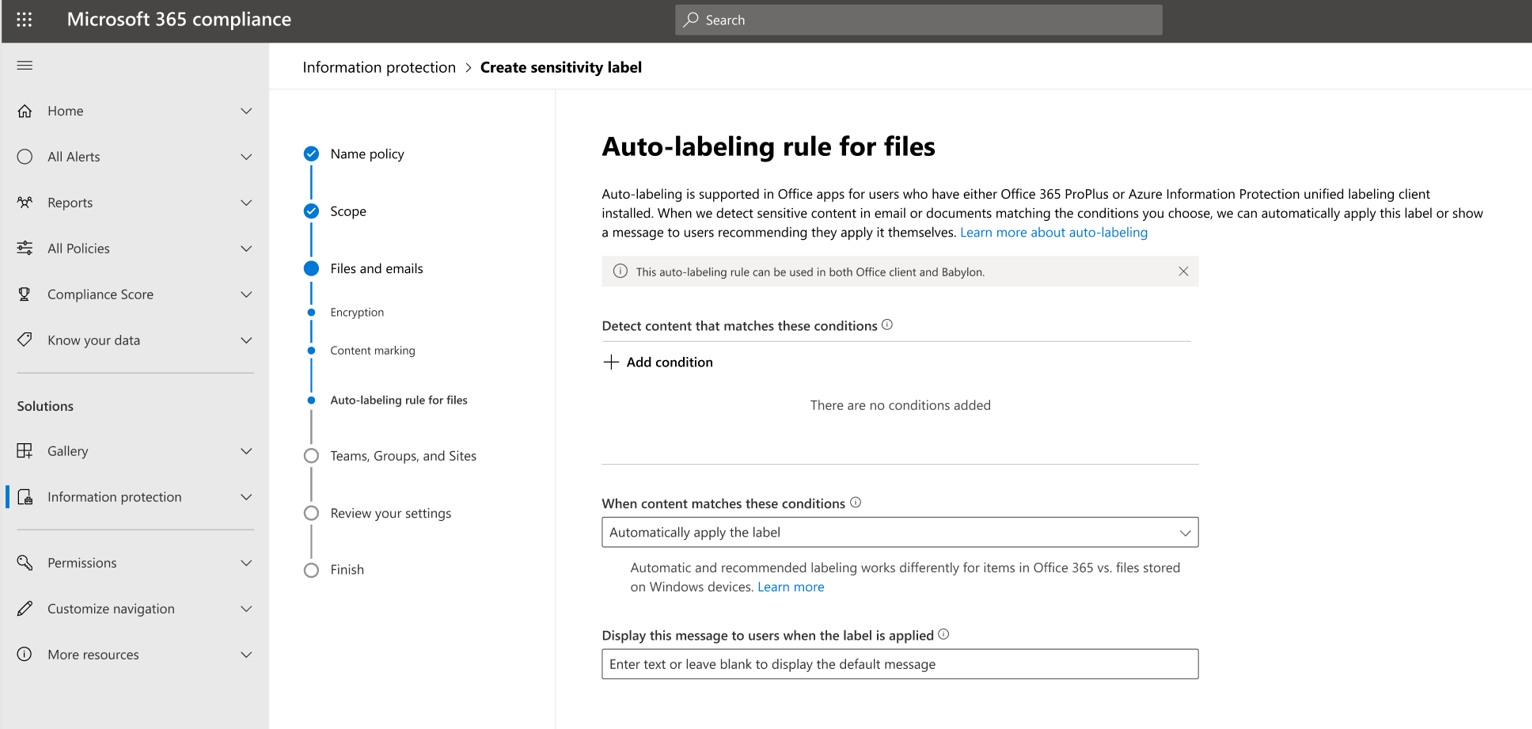 Microsoft 365 compliance
Search
Home
All Alerts
Reports
All Policies
Compliance Score
Know your data
Solutions
Gallery
Information protection
Permissions
Customize navigation
More resources
Information protection > Create sensitivity label
Name policy
Scope
Files and emails
Encryption
Content marking
Auto-labeling rule for files
Teams, Groups, and Sites
Review your settings
Finish
Auto-labeling rule for files
Auto-labeling is supported in Office apps for users who have either Office 365 ProPlus or Azure Information Protection unified labeling client
installed. When we detect sensitive content in email or documents matching the conditions you choose, we can automatically apply this label or show
a message to users recommending they apply it themselves. Learn more about auto-labeling
This auto-labeling rule can be used in both Office client and Babylon.
Detect content that matches these conditions
Add condition
There are no conditions added
When content matches these conditions
Automatically apply the label
Automatic and recommended labeling works differently for items in Office 365 vs. files stored
on Windows devices. Learn more
Display this message to users when the label is applied
Enter text or leave blank to display the default message